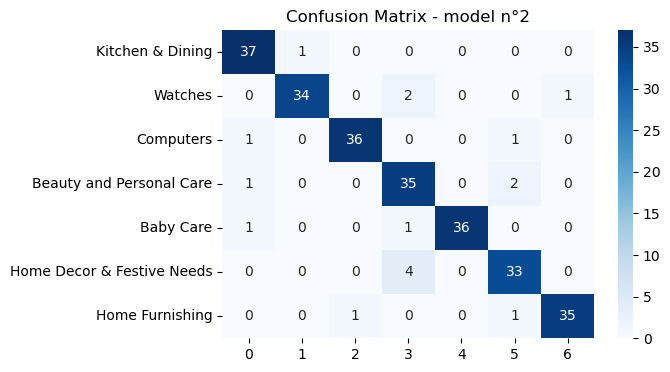 Confusion Matrix - model n°2
Kitchen & Dining 37 1 0 0 0 0 0
Watches 0 34 0 2 0 0 1
Computers 1 0 36 0 0 1 0
Beauty and Personal Care 1 0 0 35 0 2 0
Baby Care 1 0 0 1 36 0 0
Home Decor & Festive Needs 0 0 0 4 0 33 0
Home Furnishing 0 0 1 0 0 1 35
0 1 2 3 4 5 6
35
30
25
20
15
10
5
0